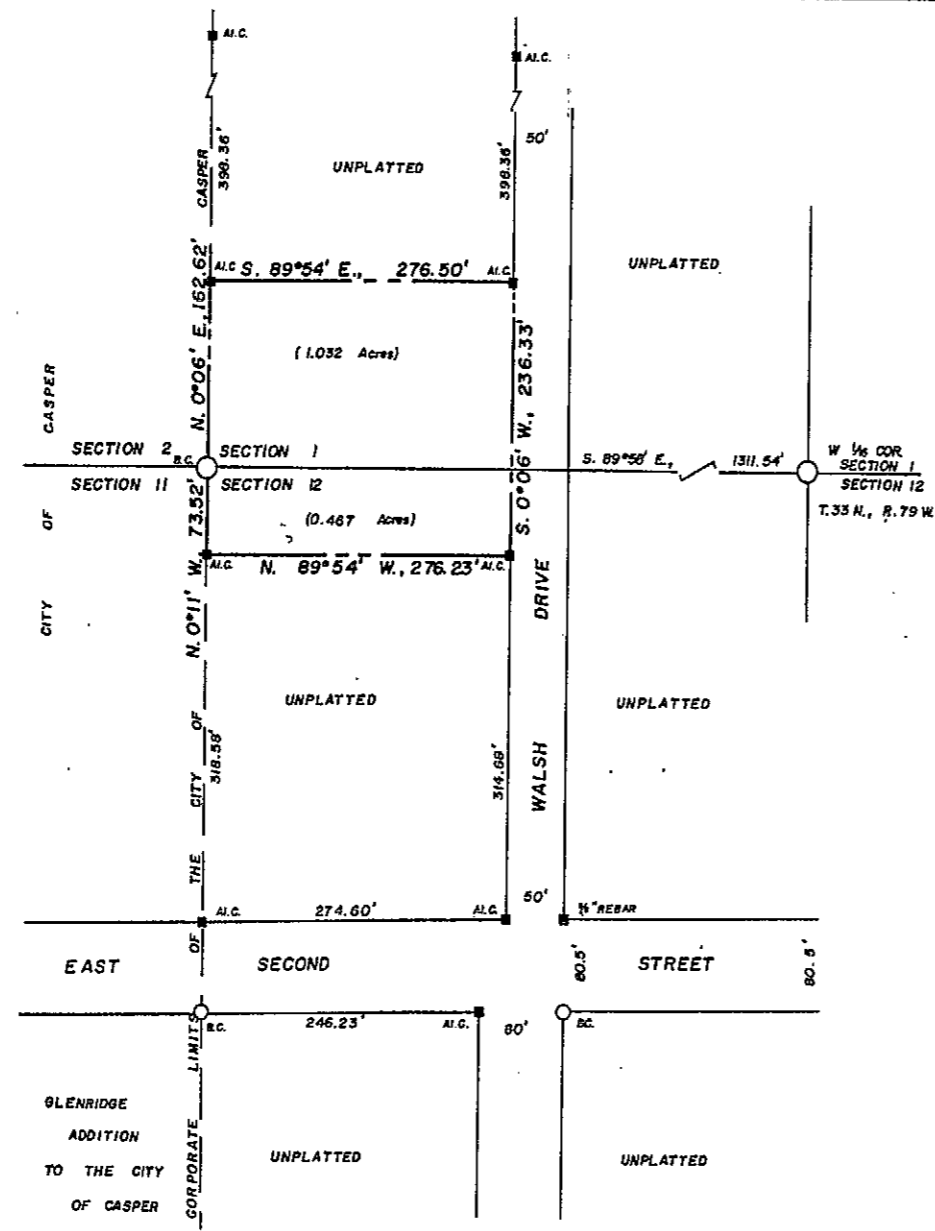 Al.C.
Al.C.
CASPER
398.36'
398.36'
50'
UNPLATTED
UNPLATTED
N. 0°06' E., 162.62'
Al.C.
S. 89°54' E., 276.50'
Al.C.
(1.032 Acres)
S. 0°06' W., 236.33'
CITY OF CASPER
SECTION 2
B.C.
SECTION 1
S. 89°56' E., 1311.54'
W 1/16 COR.
SECTION 1
SECTION 11
SECTION 12
SECTION 12
T.33 N., R.79 W.
(0.467 Acres)
N. 0°11' W. 73.52'
Al.C.
N. 89°54' W., 276.23'
Al.C.
WALSH DRIVE
UNPLATTED
UNPLATTED
318.58'
314.68'
CORPORATE LIMITS OF THE CITY OF
Al.C.
274.60'
Al.C.
50'
5/8" REBAR
EAST SECOND STREET
80.5'
80.5'
B.C.
246.23'
Al.C.
60'
B.C.
GLENRIDGE
ADDITION
TO THE CITY
OF CASPER
UNPLATTED
UNPLATTED